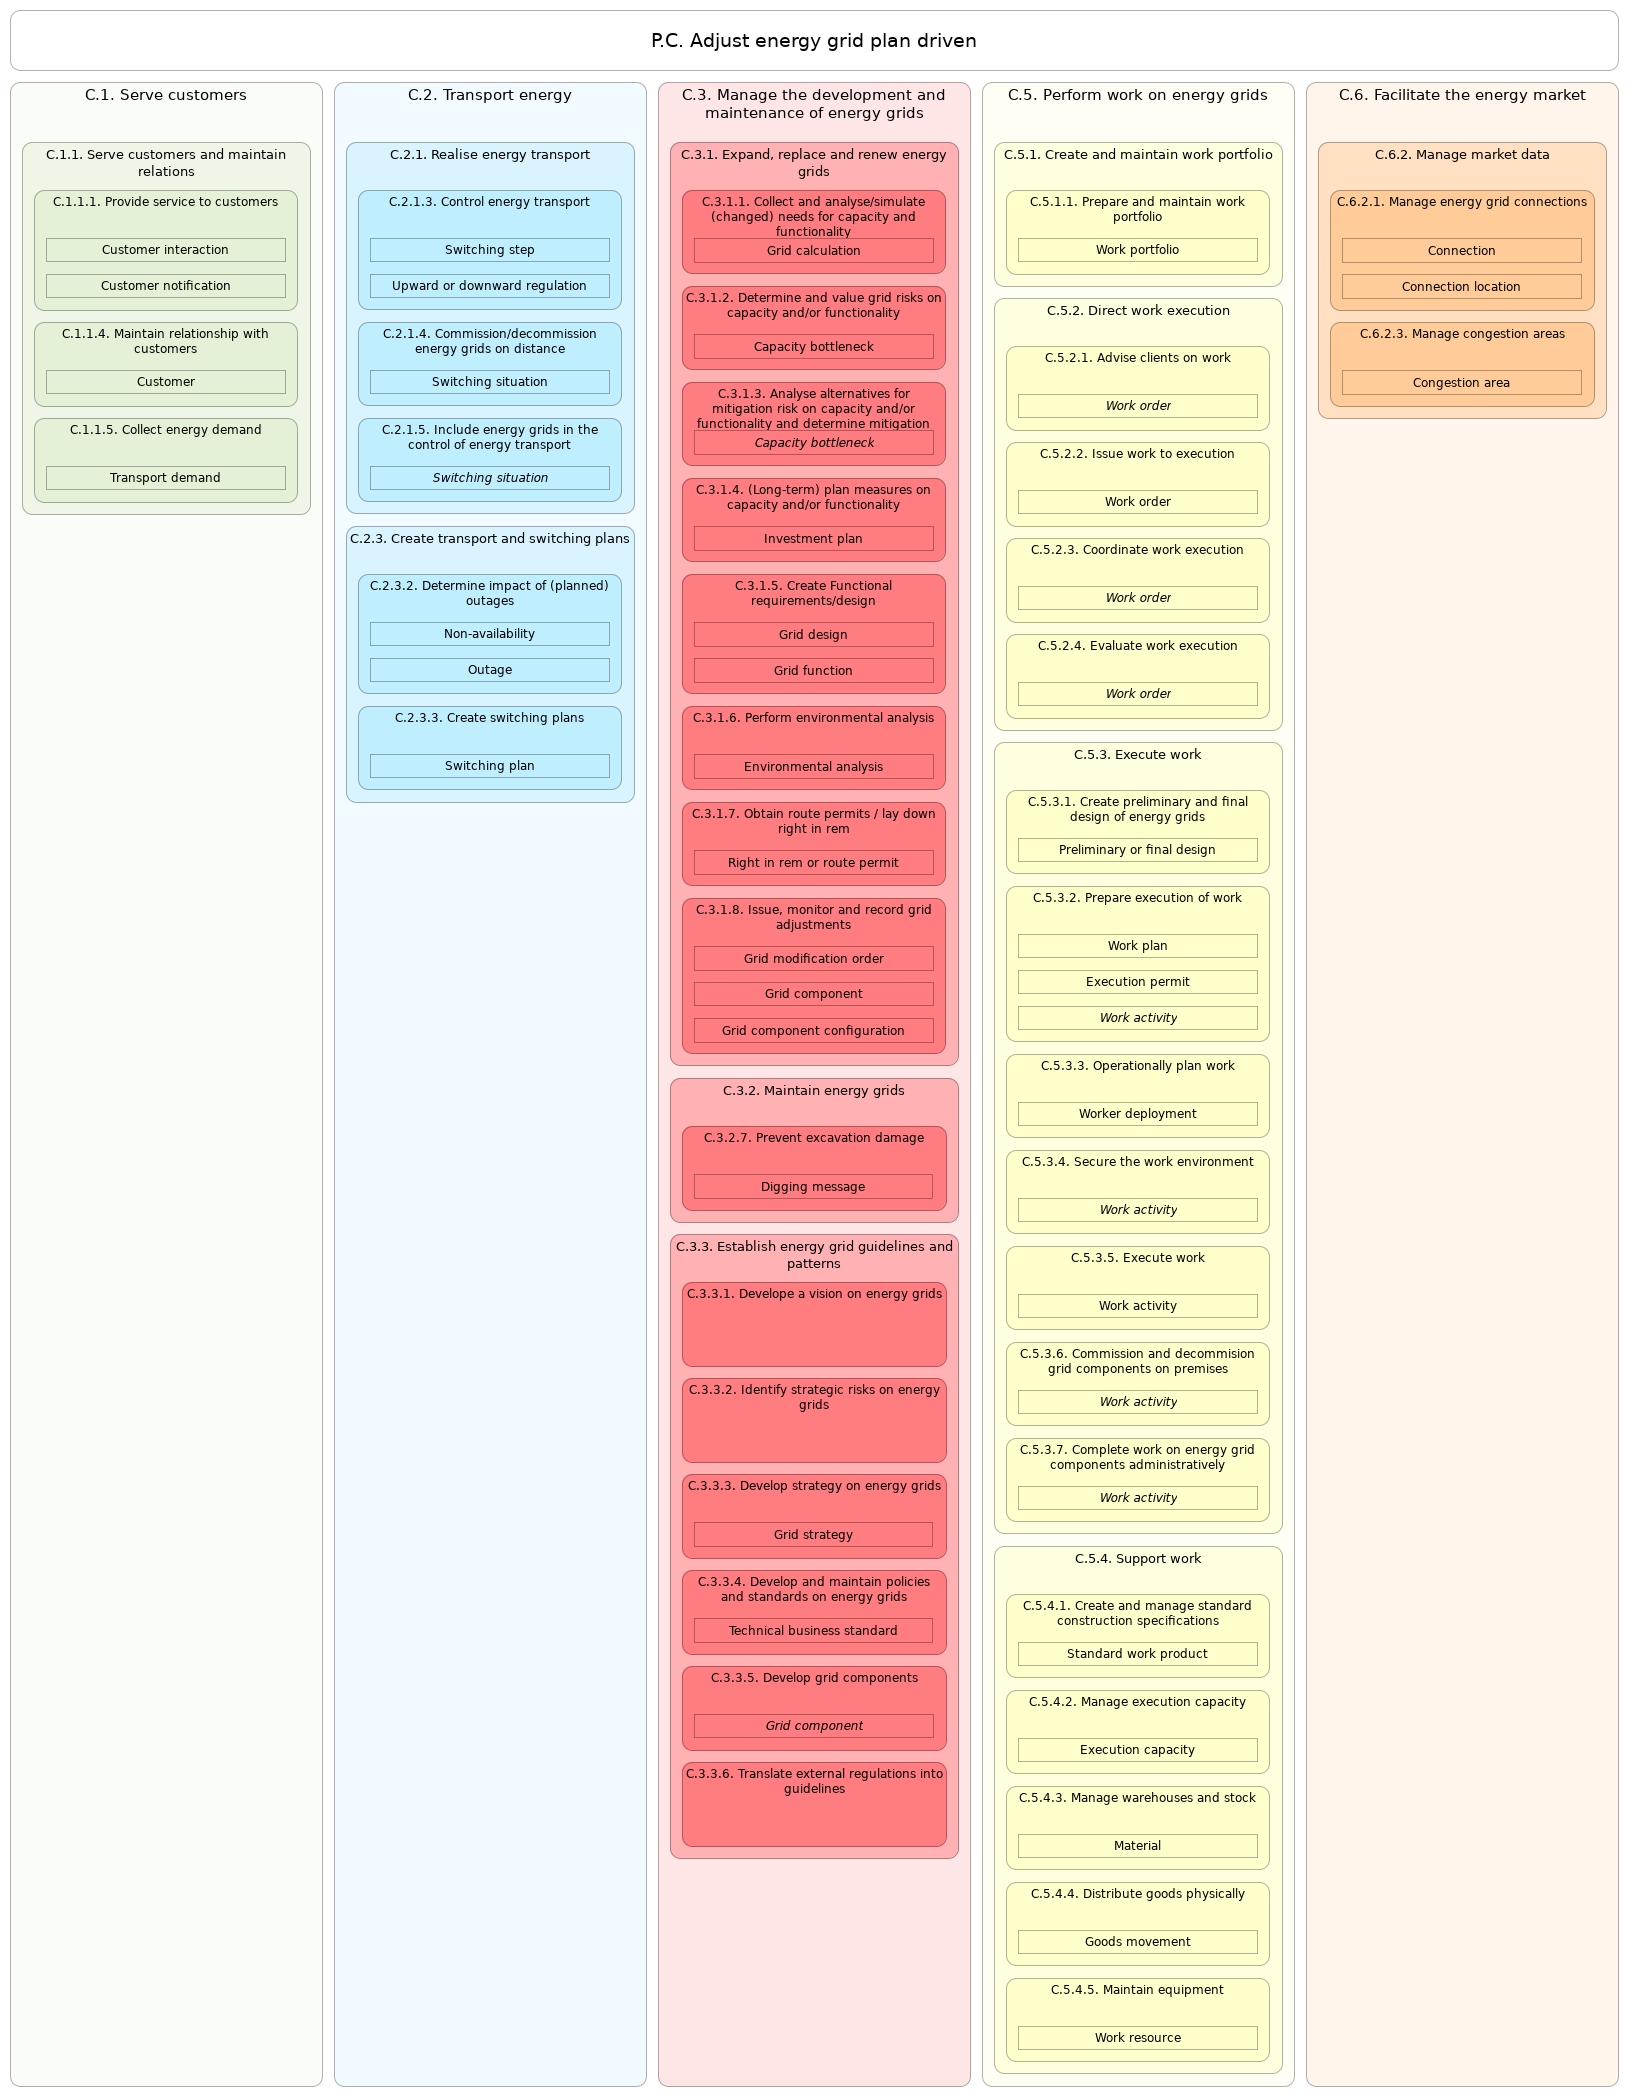 P.C. Adjust energy grid plan driven
C.1. Serve customers
C.1.1. Serve customers and maintain
relations
C.1.1.1. Provide service to customers
Customer interaction
Customer notification
C.1.1.4. Maintain relationship with
customers
Customer
C.1.1.5. Collect energy demand
Transport demand
C.2. Transport energy
C.2.1. Realise energy transport
C.2.1.3. Control energy transport
Switching step
Upward or downward regulation
C.2.1.4. Commission/decommission
energy grids on distance
Switching situation
C.2.1.5. Include energy grids in the
control of energy transport
Switching situation
C.2.3. Create transport and switching plans
C.2.3.2. Determine impact of (planned)
outages
Non-availability
Outage
C.2.3.3. Create switching plans
Switching plan
C.3. Manage the development and
maintenance of energy grids
C.3.1. Expand, replace and renew energy
grids
C.3.1.1. Collect and analyse/simulate
(changed) needs for capacity and
functionality
Grid calculation
C.3.1.2. Determine and value grid risks on
capacity and/or functionality
Capacity bottleneck
C.3.1.3. Analyse alternatives for
mitigation risk on capacity and/or
functionality and determine mitigation
Capacity bottleneck
C.3.1.4. (Long-term) plan measures on
capacity and/or functionality
Investment plan
C.3.1.5. Create Functional
requirements/design
Grid design
Grid function
C.3.1.6. Perform environmental analysis
Environmental analysis
C.3.1.7. Obtain route permits / lay down
right in rem
Right in rem or route permit
C.3.1.8. Issue, monitor and record grid
adjustments
Grid modification order
Grid component
Grid component configuration
C.3.2. Maintain energy grids
C.3.2.7. Prevent excavation damage
Digging message
C.3.3. Establish energy grid guidelines and
patterns
C.3.3.1. Develope a vision on energy grids
C.3.3.2. Identify strategic risks on energy
grids
C.3.3.3. Develop strategy on energy grids
Grid strategy
C.3.3.4. Develop and maintain policies
and standards on energy grids
Technical business standard
C.3.3.5. Develop grid components
Grid component
C.3.3.6. Translate external regulations into
guidelines
C.5. Perform work on energy grids
C.5.1. Create and maintain work portfolio
C.5.1.1. Prepare and maintain work
portfolio
Work portfolio
C.5.2. Direct work execution
C.5.2.1. Advise clients on work
Work order
C.5.2.2. Issue work to execution
Work order
C.5.2.3. Coordinate work execution
Work order
C.5.2.4. Evaluate work execution
Work order
C.5.3. Execute work
C.5.3.1. Create preliminary and final
design of energy grids
Preliminary or final design
C.5.3.2. Prepare execution of work
Work plan
Execution permit
Work activity
C.5.3.3. Operationally plan work
Worker deployment
C.5.3.4. Secure the work environment
Work activity
C.5.3.5. Execute work
Work activity
C.5.3.6. Commission and decommision
grid components on premises
Work activity
C.5.3.7. Complete work on energy grid
components administratively
Work activity
C.5.4. Support work
C.5.4.1. Create and manage standard
construction specifications
Standard work product
C.5.4.2. Manage execution capacity
Execution capacity
C.5.4.3. Manage warehouses and stock
Material
C.5.4.4. Distribute goods physically
Goods movement
C.5.4.5. Maintain equipment
Work resource
C.6. Facilitate the energy market
C.6.2. Manage market data
C.6.2.1. Manage energy grid connections
Connection
Connection location
C.6.2.3. Manage congestion areas
Congestion area